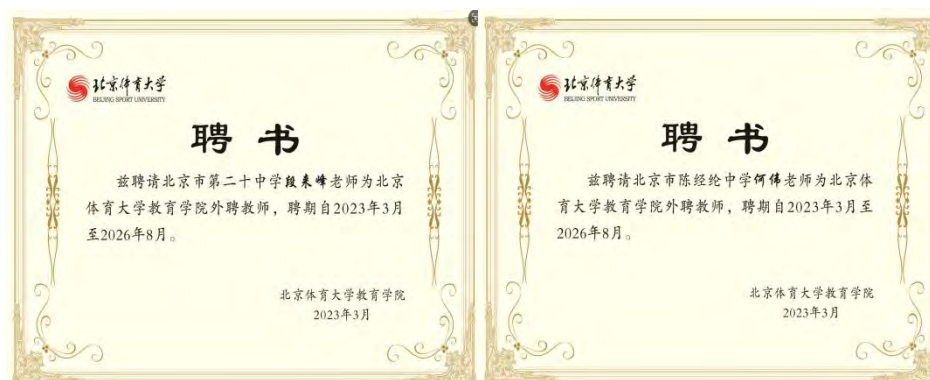 北京体育大学
BEIJING SPORT UNIVERSITY
聘书
兹聘请北京市第二十中学段来峰老师为北京
体育大学教育学院外聘教师，聘期自2023年3月
至2026年8月。
北京体育大学教育学院
2023年3月
北京体育大学
BEIJING SPORT UNIVERSITY
聘书
兹聘请北京市陈经纶中学何伟老师为北京体
育大学教育学院外聘教师，聘期自2023年3月至
2026年8月。
北京体育大学教育学院
2023年3月